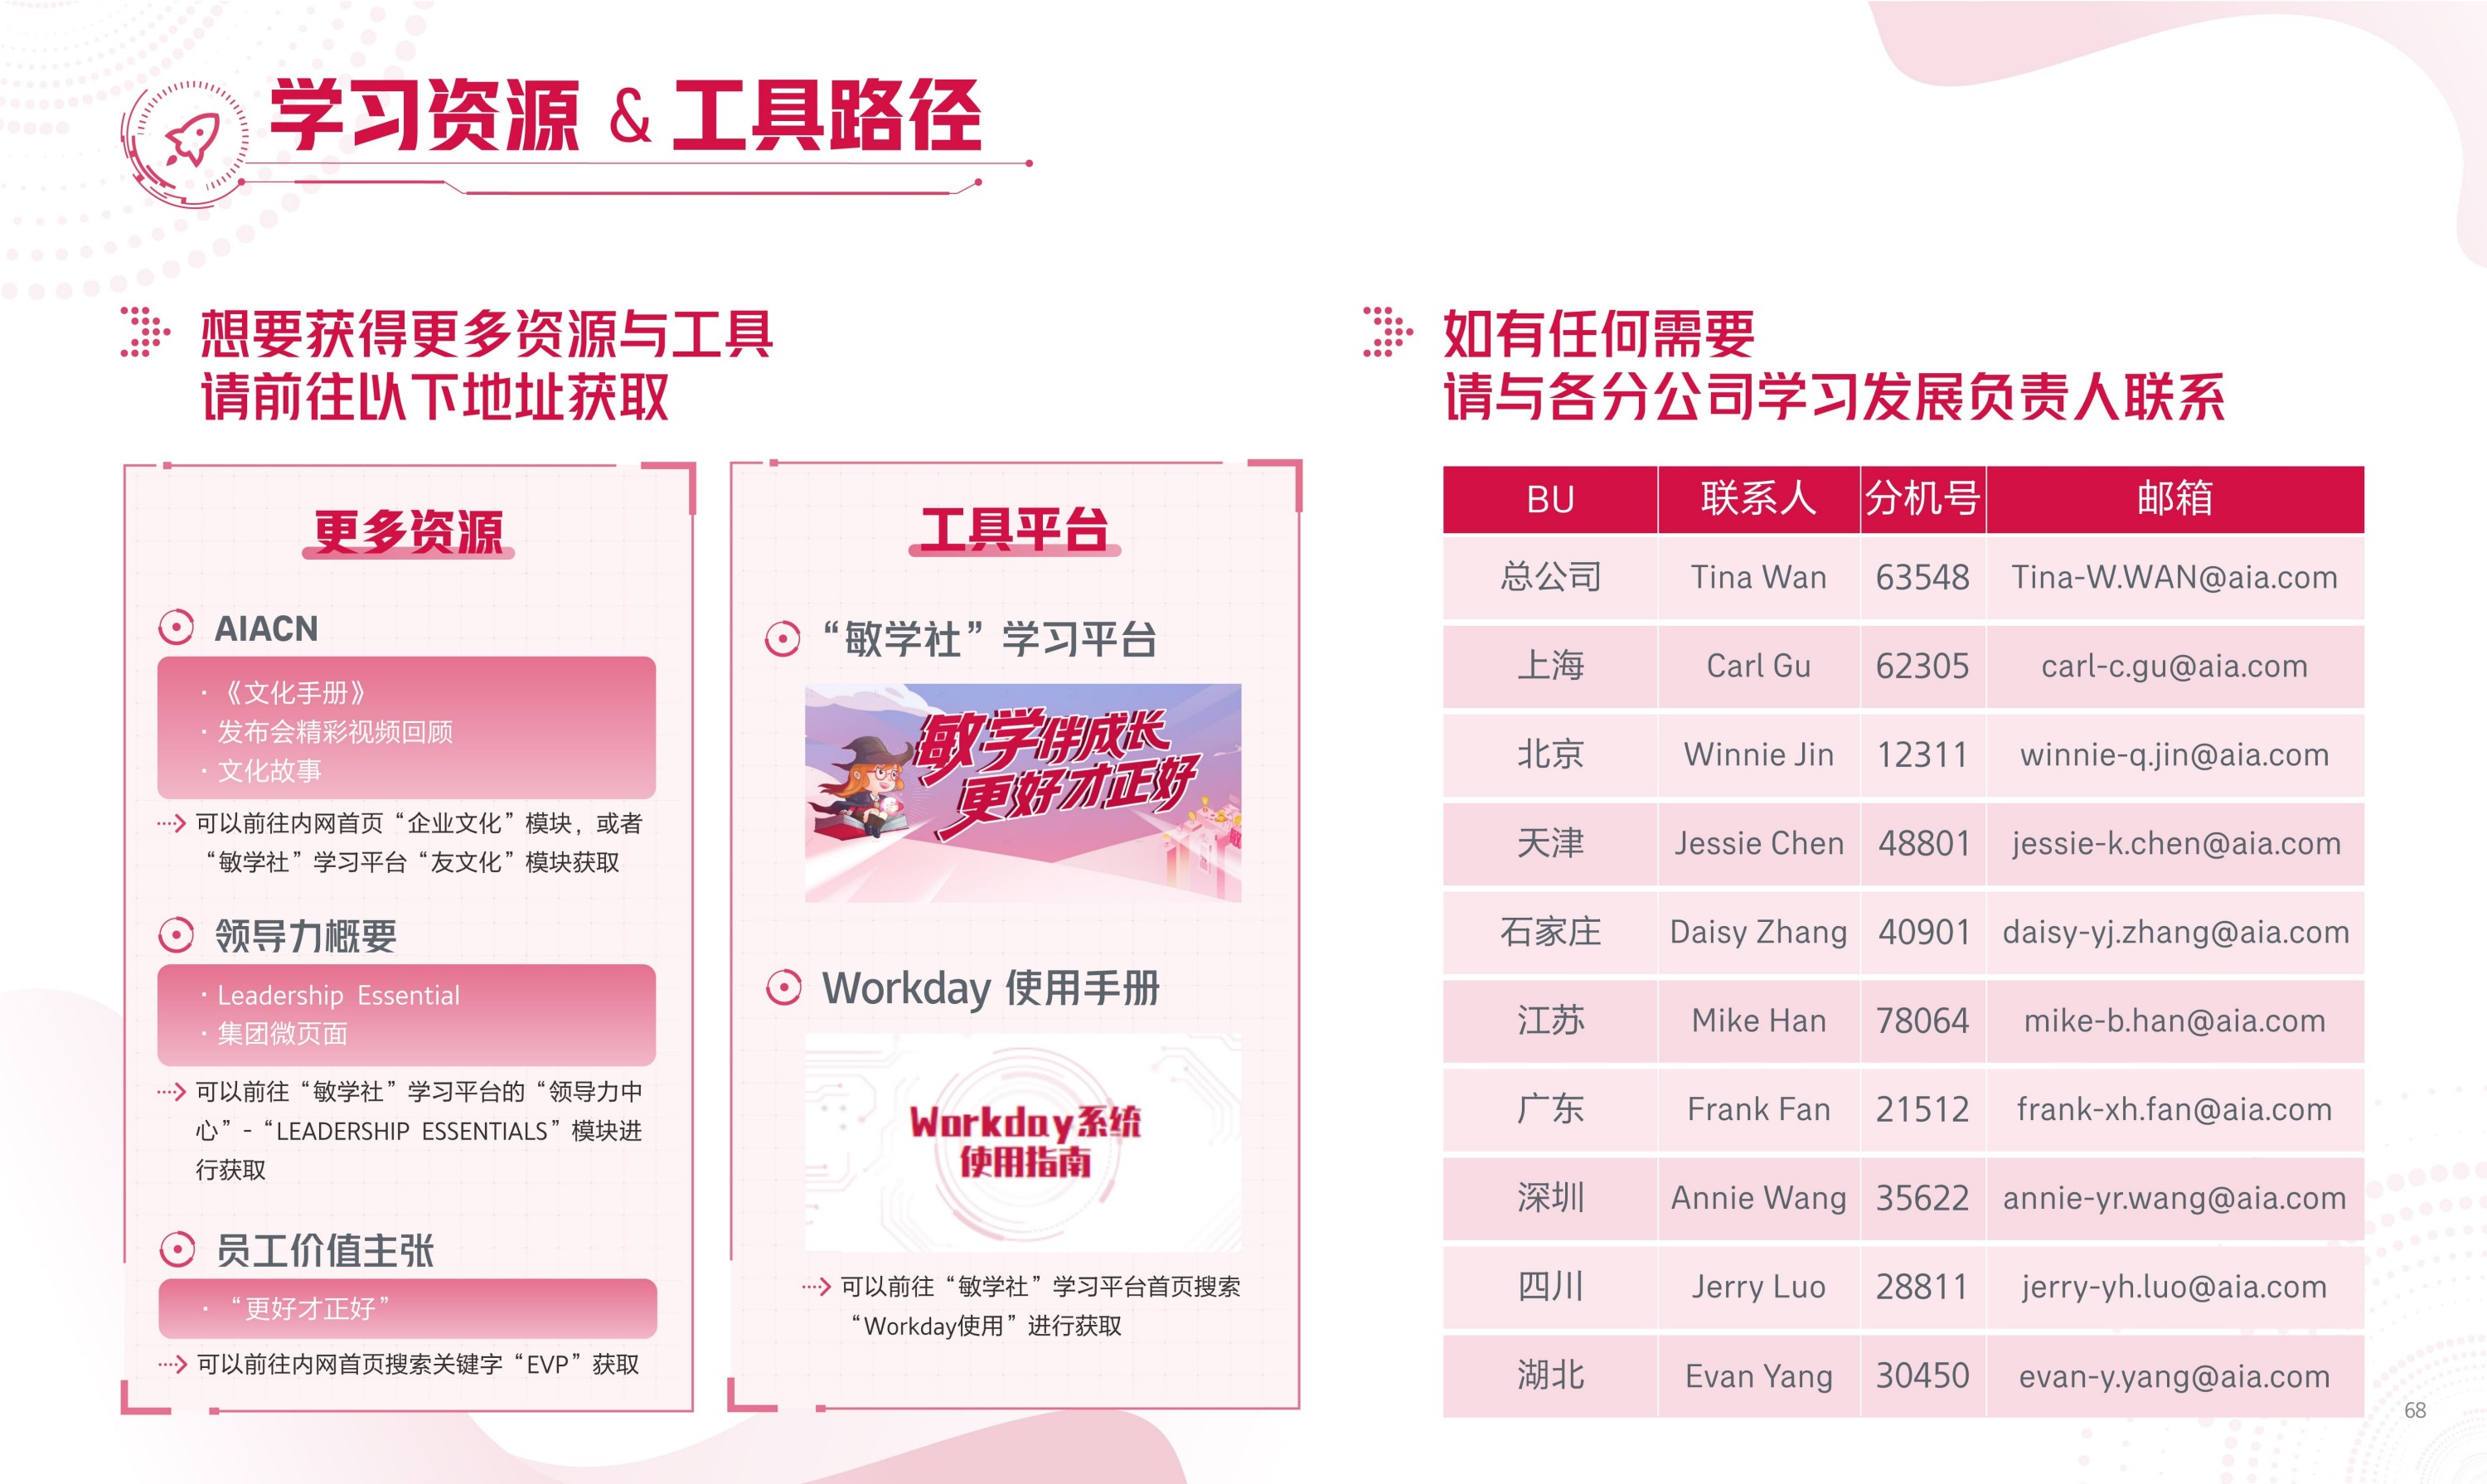 学习资源 & 工具路径
想要获得更多资源与工具
请前往以下地址获取
更多资源
AIACN
·《文化手册》
· 发布会精彩视频回顾
· 文化故事
可以前往内网首页“企业文化”模块，或者
“敏学社”学习平台“友文化”模块获取
领导力概要
· Leadership Essential
· 集团微页面
可以前往“敏学社”学习平台的“领导力中
心”-“LEADERSHIP ESSENTIALS”模块进
行获取
员工价值主张
· “更好才正好”
可以前往内网首页搜索关键字“EVP”获取
工具平台
“敏学社”学习平台
敏学伴成长
更好才正好
Workday 使用手册
Workday系统
使用指南
可以前往“敏学社”学习平台首页搜索
“Workday使用”进行获取
如有任何需要
请与各分公司学习发展负责人联系
BU 联系人 分机号 邮箱
总公司 Tina Wan 63548 Tina-W.WAN@aia.com
上海 Carl Gu 62305 carl-c.gu@aia.com
北京 Winnie Jin 12311 winnie-q.jin@aia.com
天津 Jessie Chen 48801 jessie-k.chen@aia.com
石家庄 Daisy Zhang 40901 daisy-yj.zhang@aia.com
江苏 Mike Han 78064 mike-b.han@aia.com
广东 Frank Fan 21512 frank-xh.fan@aia.com
深圳 Annie Wang 35622 annie-yr.wang@aia.com
四川 Jerry Luo 28811 jerry-yh.luo@aia.com
湖北 Evan Yang 30450 evan-y.yang@aia.com
68